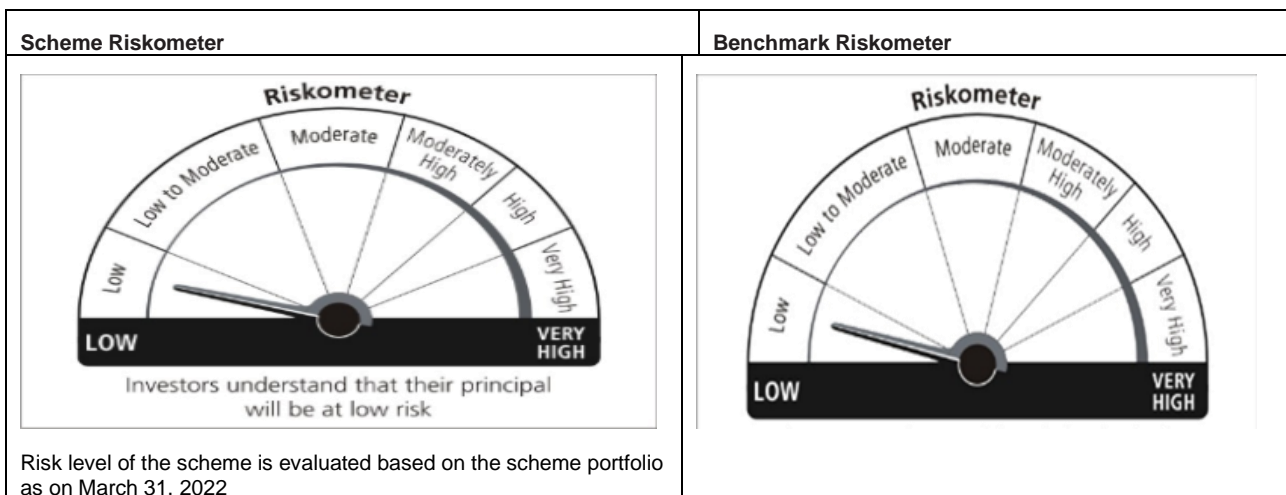 Scheme Riskometer
Benchmark Riskometer
Riskometer
Low
Low to Moderate
Moderate
Moderately
High
High
Very High
LOW
VERY
HIGH
Investors understand that their principal
will be at low risk
Risk level of the scheme is evaluated based on the scheme portfolio
as on March 31, 2022
Riskometer
Low
Low to Moderate
Moderate
Moderately
High
High
Very High
LOW
VERY
HIGH